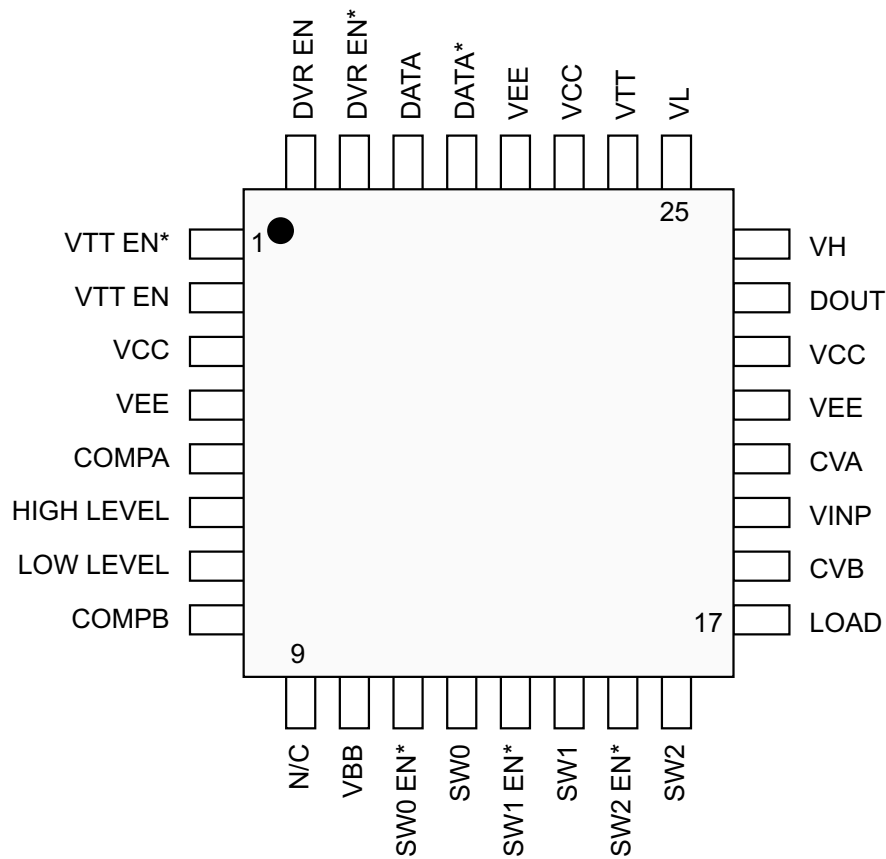 DVR EN
DVR EN*
DATA
DATA*
VEE
VCC
VTT
VL
25
VTT EN*
1
VH
VTT EN
DOUT
VCC
VCC
VEE
VEE
COMPA
CVA
HIGH LEVEL
VINP
LOW LEVEL
CVB
COMPB
17
LOAD
9
N/C
VBB
SW0 EN*
SW0
SW1 EN*
SW1
SW2 EN*
SW2